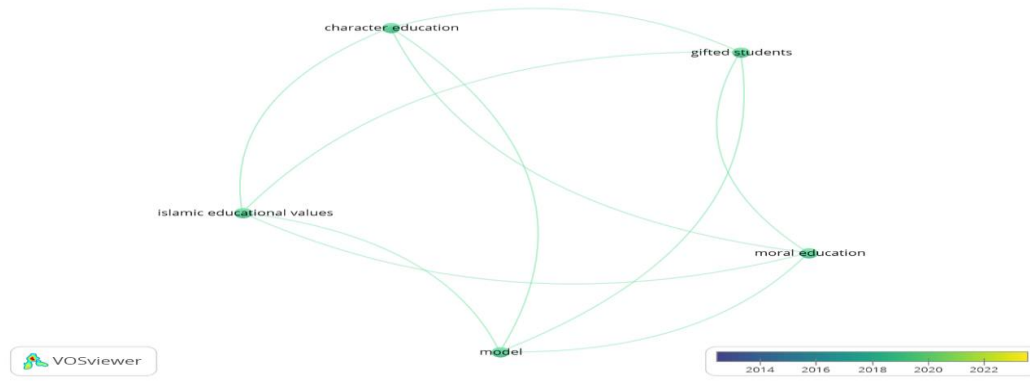 character education
gifted students
islamic educational values
moral education
model
VOSviewer
2014 2016 2018 2020 2022